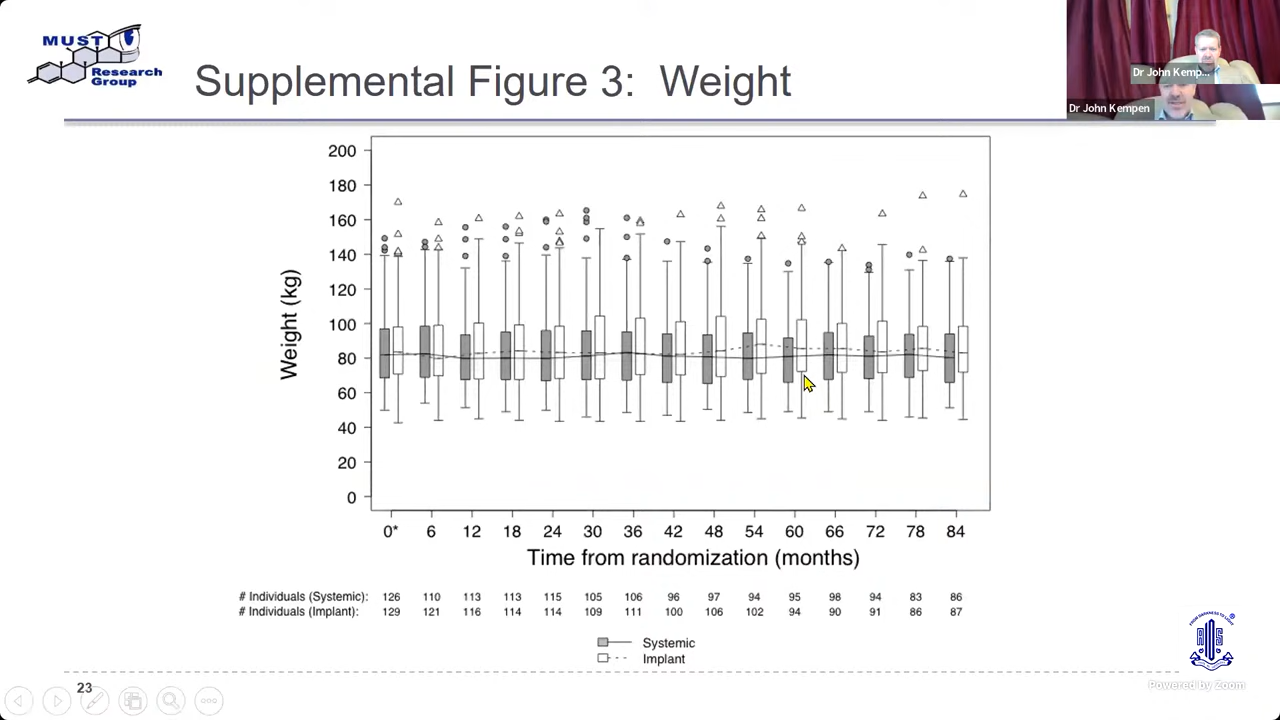 MUST
Research
Group
Supplemental Figure 3:  Weight
Dr John Kemp...
Dr John Kempen
Weight (kg)
200
180
160
140
120
100
80
60
40
20
0
0* 6 12 18 24 30 36 42 48 54 60 66 72 78 84
Time from randomization (months)
# Individuals (Systemic): 126 110 113 113 115 105 106 96 97 94 95 98 94 83 86
# Individuals (Implant): 129 121 116 114 114 109 111 100 106 102 94 90 91 86 87
Systemic
Implant
23
Powered by Zoom